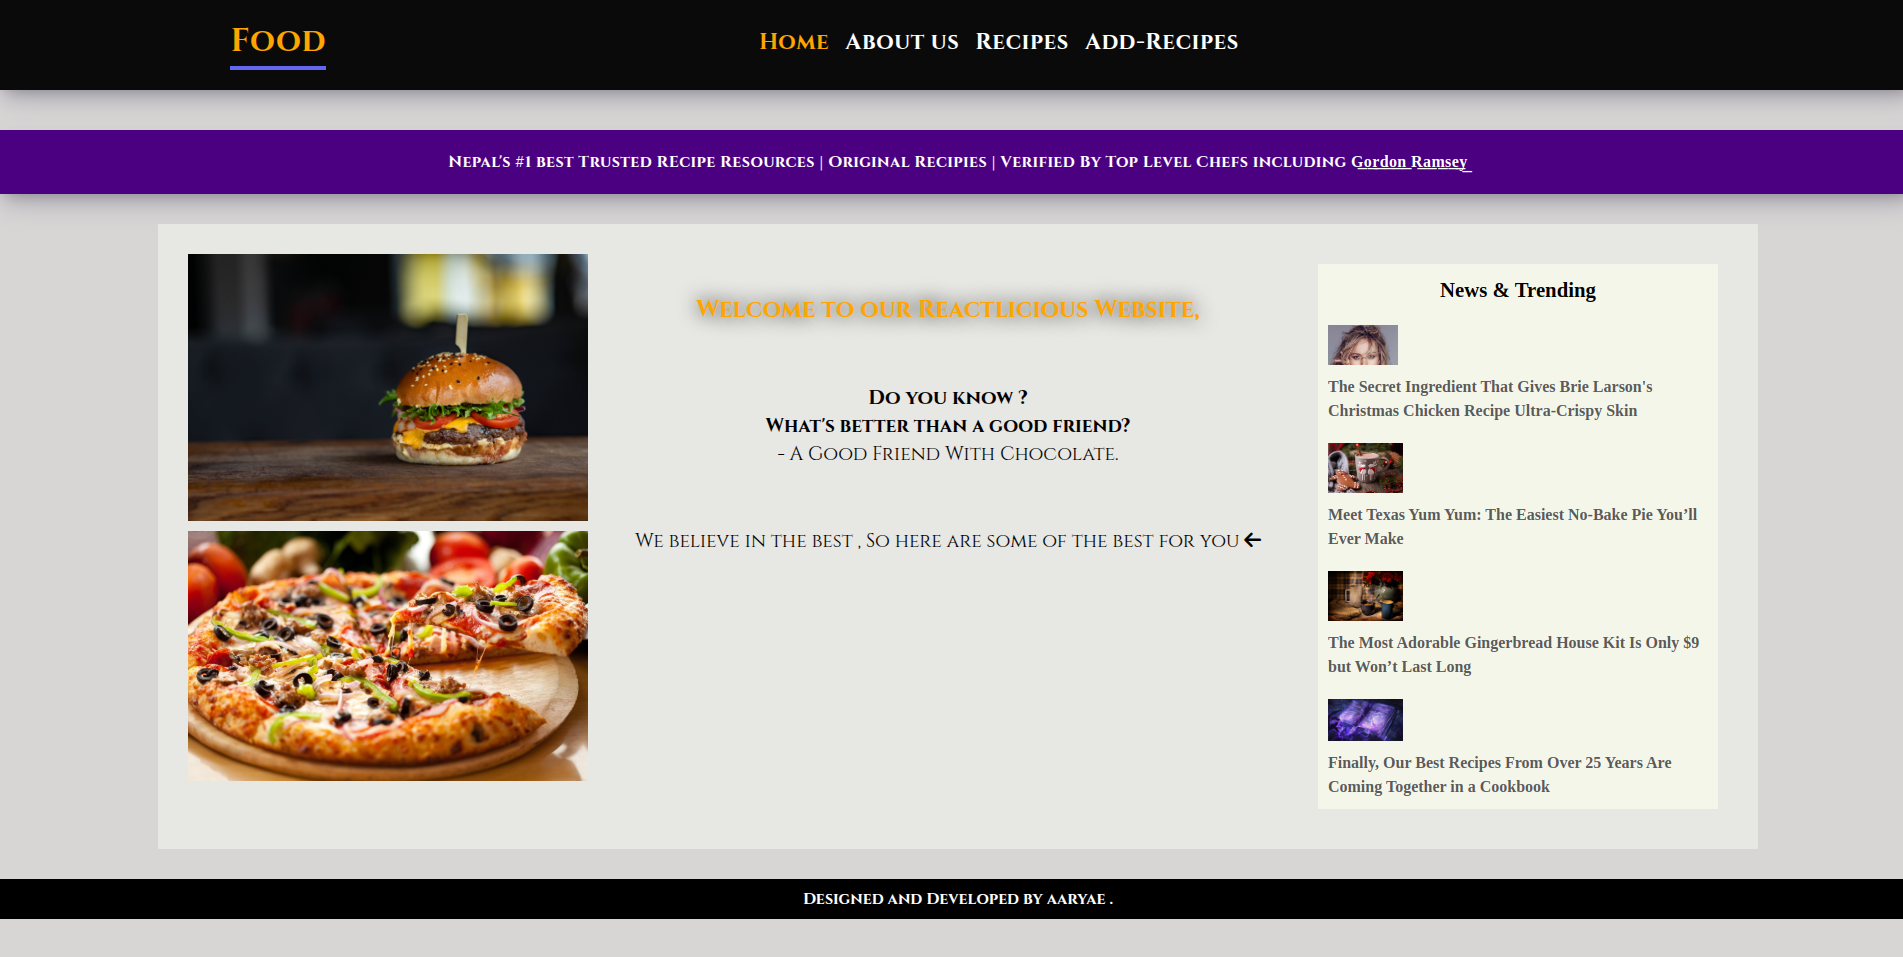 Food
Home About us Recipes Add-Recipes
Nepal's #1 best Trusted REcipe Resources | Original Recipies | Verified By Top Level Chefs including Gordon Ramsey
Welcome to our Reactlicious Website,
Do you know ?
What's better than a good friend?
- A Good Friend With Chocolate.
We believe in the best , So here are some of the best for you
News & Trending
The Secret Ingredient That Gives Brie Larson's
Christmas Chicken Recipe Ultra-Crispy Skin
Meet Texas Yum Yum: The Easiest No-Bake Pie You’ll
Ever Make
The Most Adorable Gingerbread House Kit Is Only $9
but Won’t Last Long
Finally, Our Best Recipes From Over 25 Years Are
Coming Together in a Cookbook
Designed and Developed by aaryae .